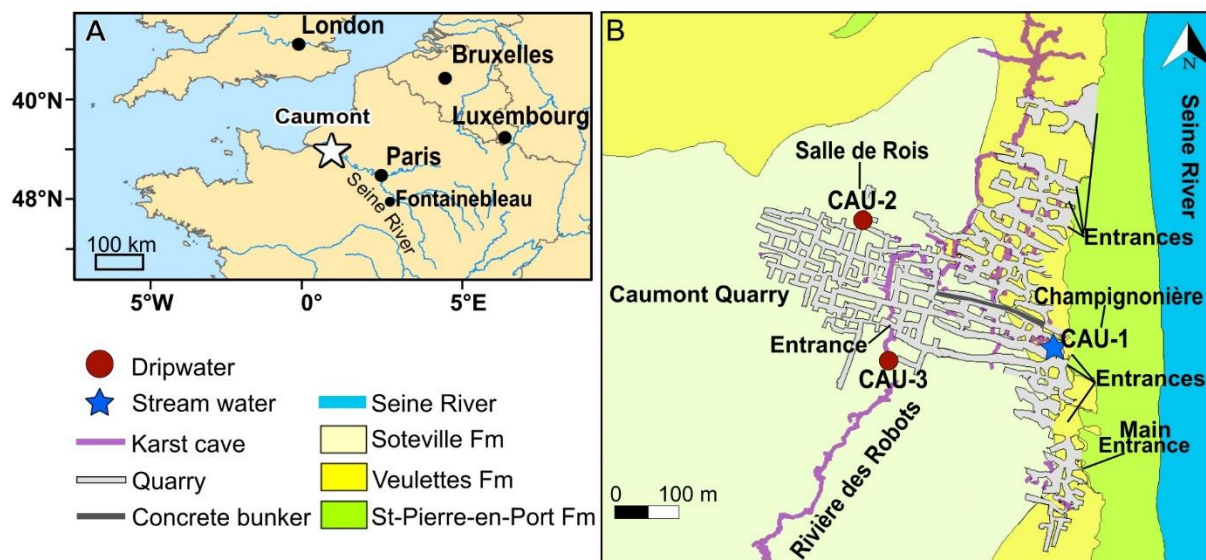 A
London
Bruxelles
40°N
Caumont
Luxembourg
Paris
48°N
Fontainebleau
Seine River
100 km
5°W
0°
5°E
Dripwater
Stream water
Karst cave
Quarry
Concrete bunker
Seine River
Soteville Fm
Veulettes Fm
St-Pierre-en-Port Fm
B
N
Seine River
Salle de Rois
CAU-2
Entrances
Caumont Quarry
Champignonière
CAU-1
Entrance
CAU-3
Entrances
Main
Entrance
Rivière des Robots
0 100 m